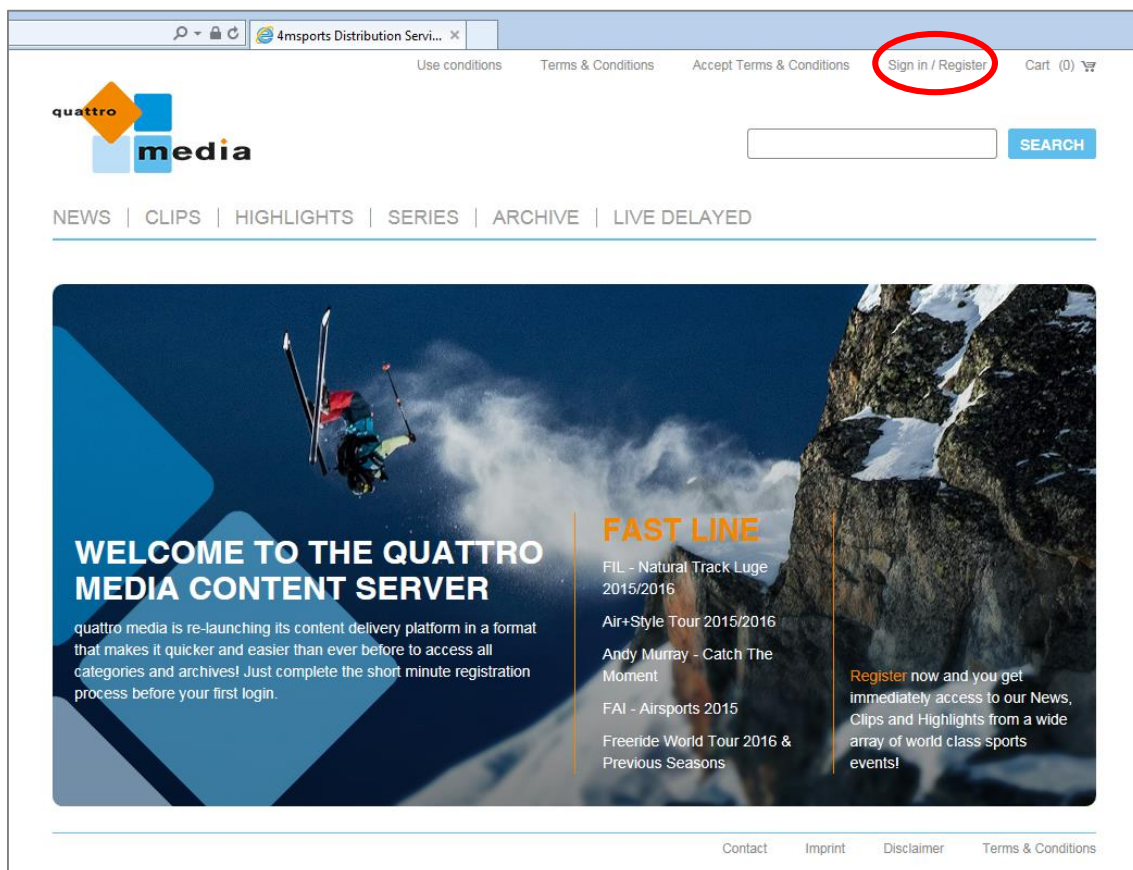 4msports Distribution Servi...
Use conditions Terms & Conditions Accept Terms & Conditions Sign in / Register Cart (0)
quattro
media
SEARCH
NEWS | CLIPS | HIGHLIGHTS | SERIES | ARCHIVE | LIVE DELAYED
WELCOME TO THE QUATTRO
MEDIA CONTENT SERVER
quattro media is re-launching its content delivery platform in a format
that makes it quicker and easier than ever before to access all
categories and archives! Just complete the short minute registration
process before your first login.
FAST LINE
FIL - Natural Track Luge
2015/2016
Air+Style Tour 2015/2016
Andy Murray - Catch The
Moment
FAI - Airsports 2015
Freeride World Tour 2016 &
Previous Seasons
Register now and you get
immediately access to our News,
Clips and Highlights from a wide
array of world class sports
events!
Contact Imprint Disclaimer Terms & Conditions